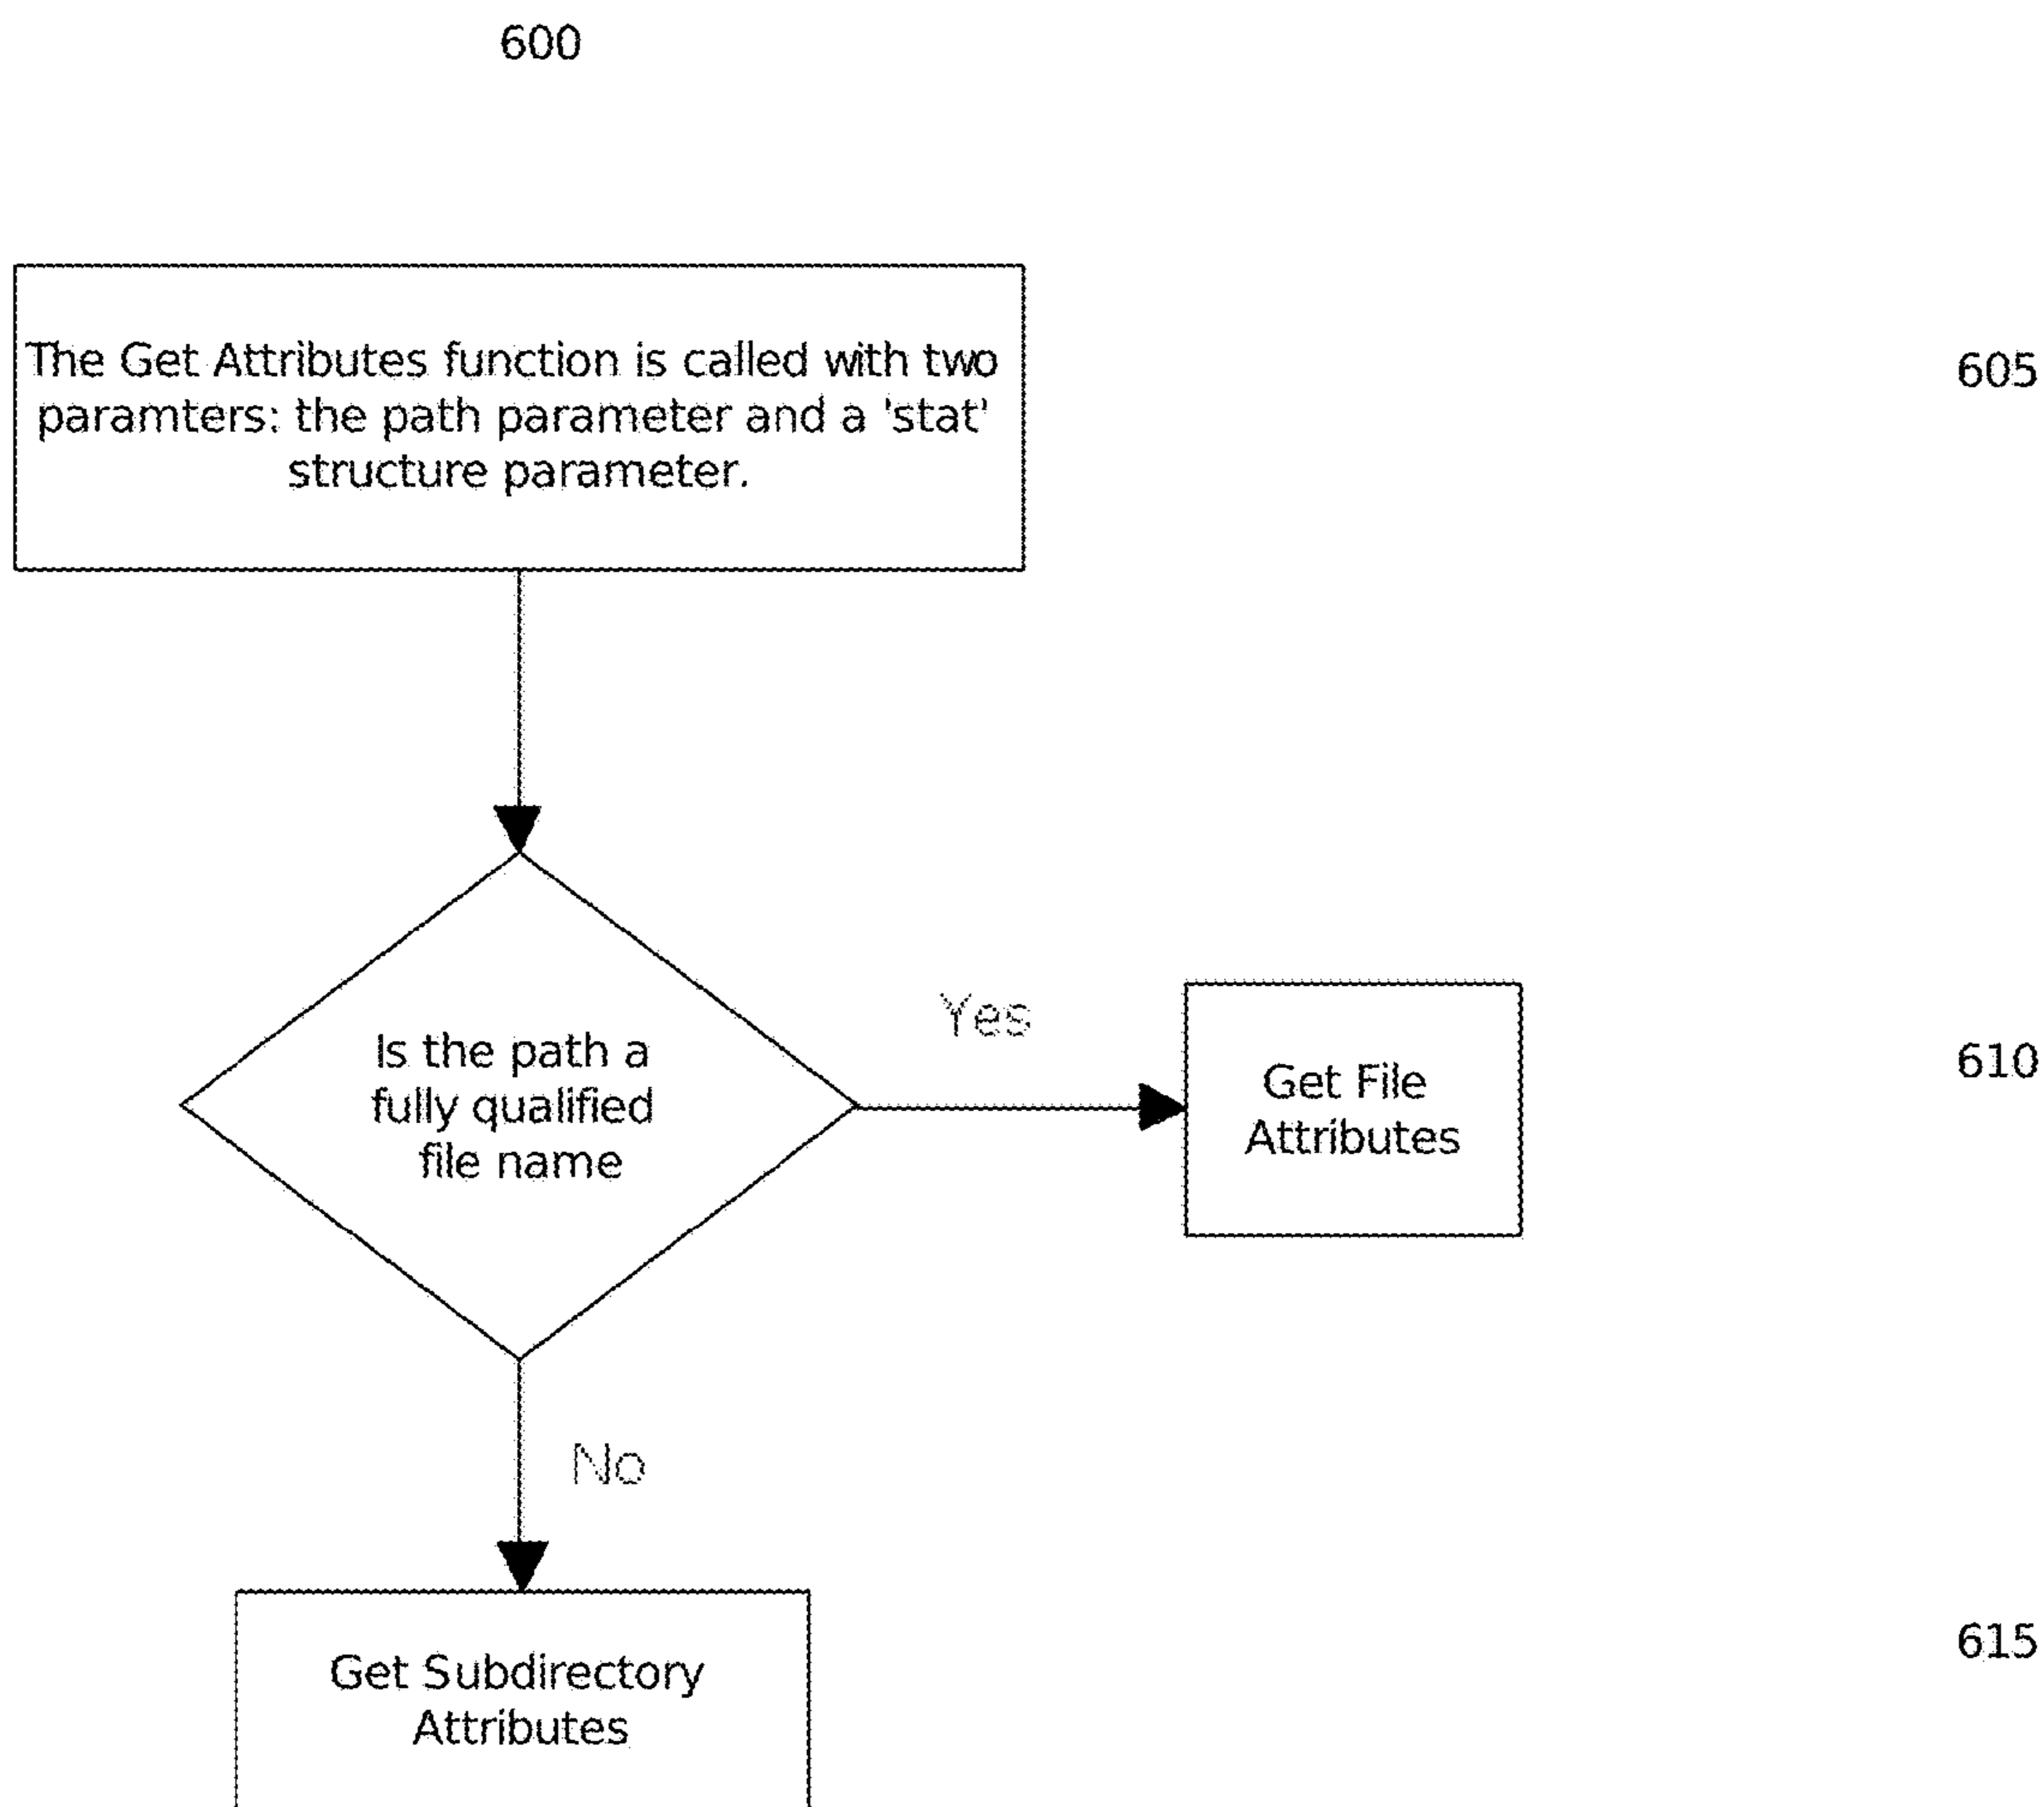 600
The Get Attributes function is called with two
paramters: the path parameter and a 'stat'
structure parameter.
605
Yes
Is the path a
fully qualified
file name
Get File
Attributes
610
No
Get Subdirectory
Attributes
615